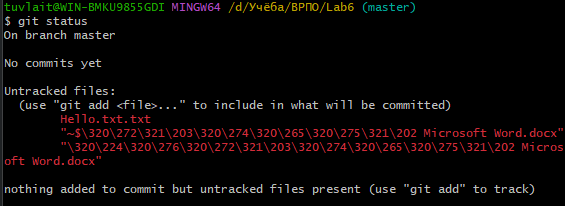 tuvlait@WIN-BMKU9855GDI MINGW64 /d/Учёба/ВРПО/Lab6 (master)
$ git status
On branch master
No commits yet
Untracked files:
(use "git add <file>..." to include in what will be committed)
Hello.txt.txt
"~$\320\272\321\203\320\274\320\265\320\275\321\202 Microsoft Word.docx"
"\320\224\320\276\320\272\321\203\320\274\320\265\320\275\321\202 Micros
oft Word.docx"
nothing added to commit but untracked files present (use "git add" to track)